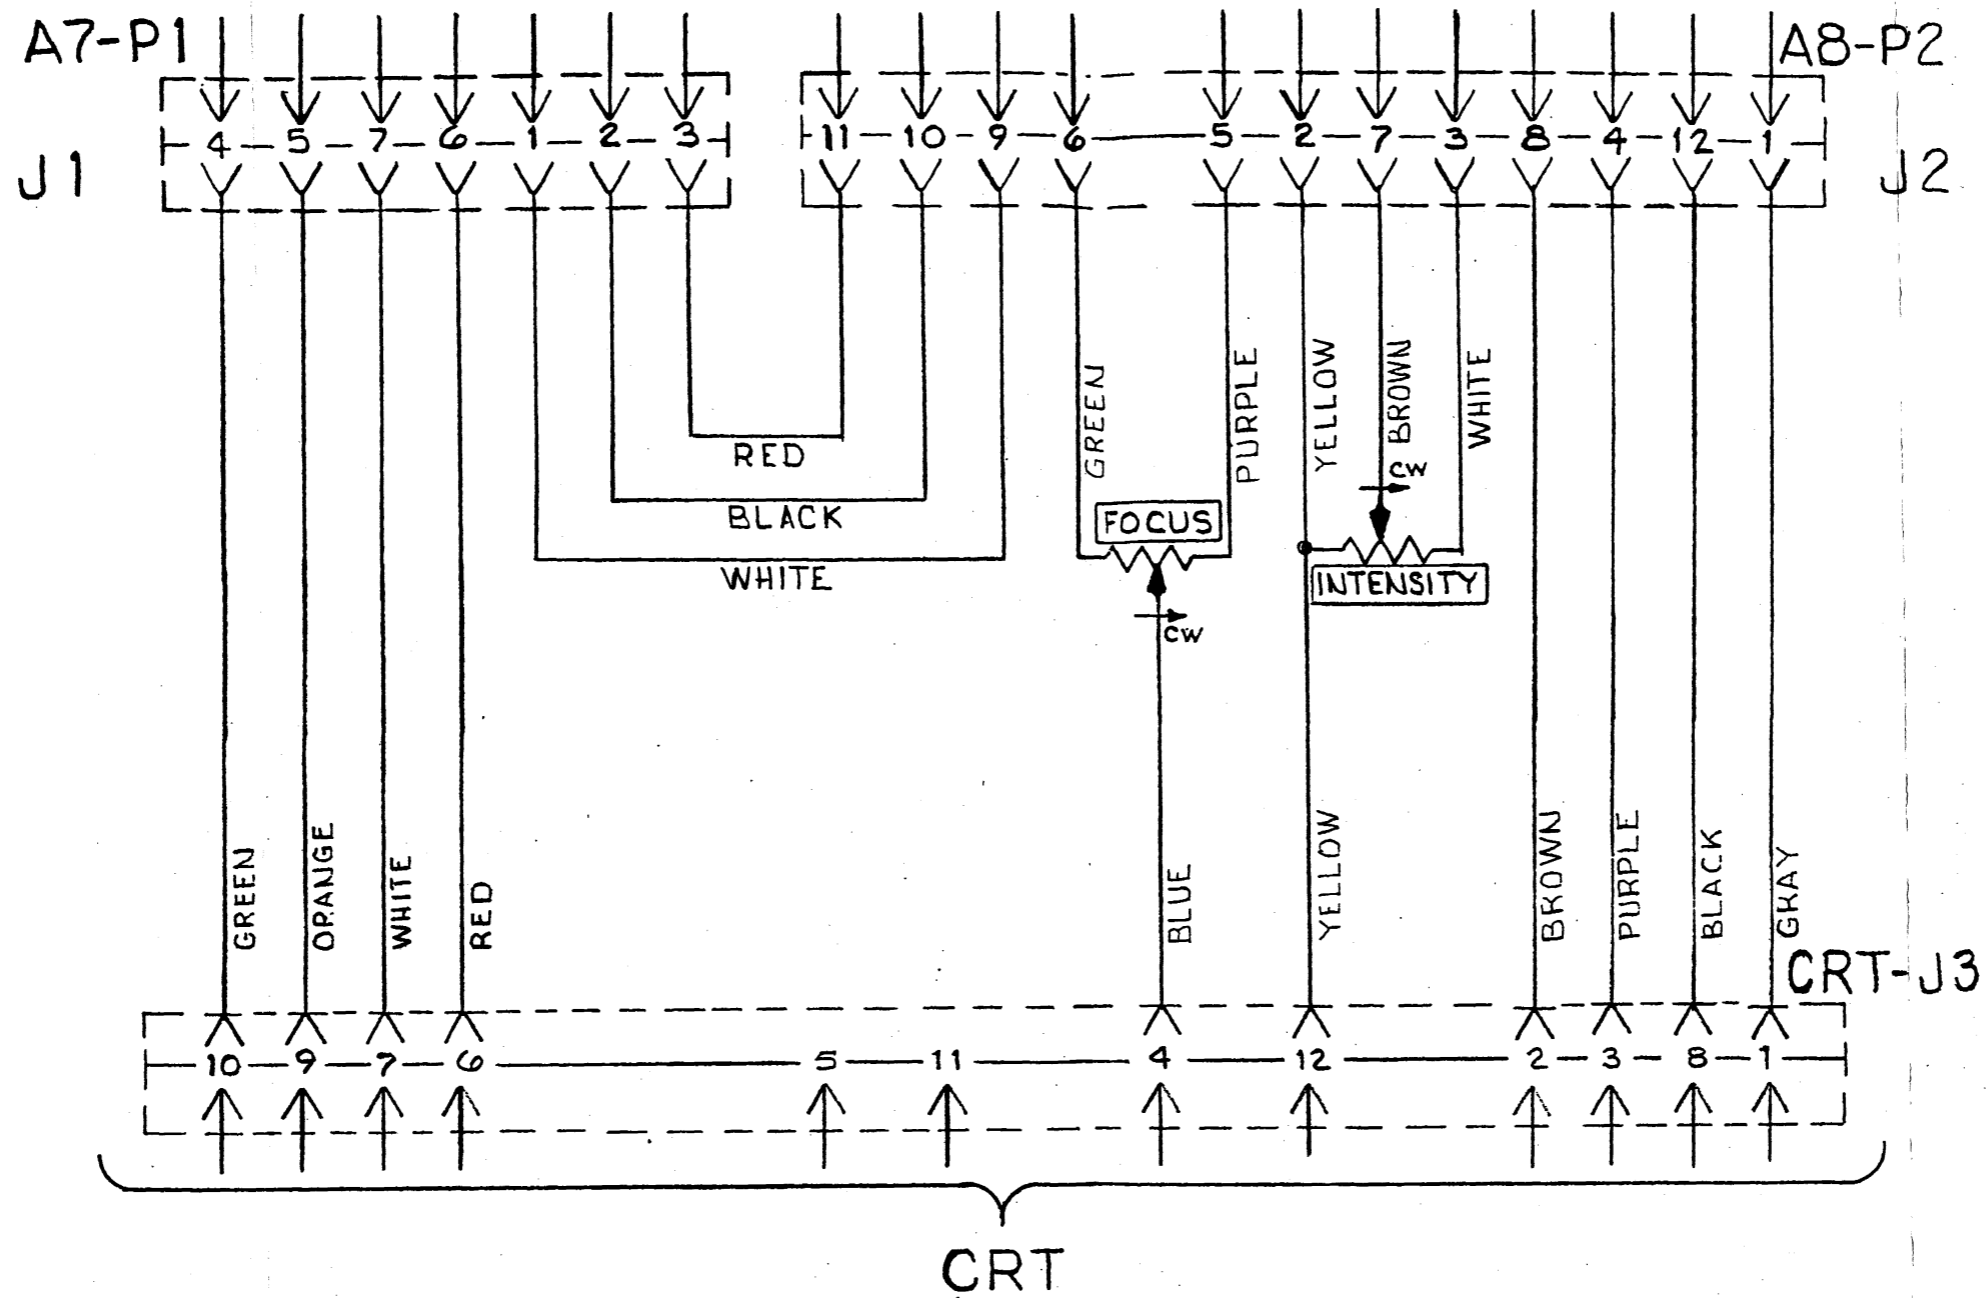 A7-P1
A8-P2
4 5 7 6 1 2 3
11 10 9 6 5 2 7 3 8 4 12 1
J1
J2
GREEN
PURPLE
YELLOW
BROWN
WHITE
RED
CW
BLACK
FOCUS
WHITE
INTENSITY
CW
GREEN
ORANGE
WHITE
RED
BLUE
YELLOW
BROWN
PURPLE
BLACK
GRAY
CRT-J3
10 9 7 6 5 11 4 12 2 3 8 1
CRT